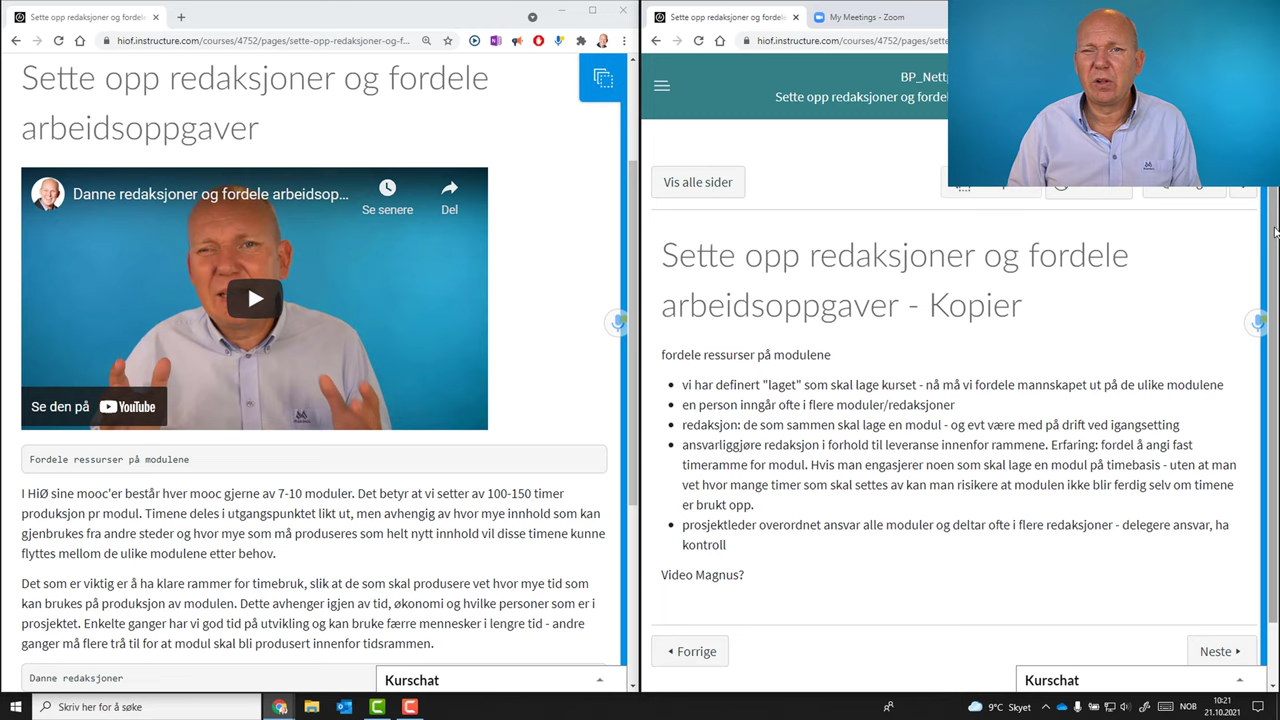 Sette opp redaksjoner og fordele
hiof.instructure.com/courses/4752/pages/sette-opp-redaksjoner-og-f...
Sette opp redaksjoner og fordele
arbeidsoppgaver
Danne redaksjoner og fordele arbeidsop...
Se senere
Del
Se den på YouTube
Fordele ressurser på modulene
I HiØ sine mooc'er består hver mooc gjerne av 7-10 moduler. Det betyr at vi setter av 100-150 timer
produksjon pr modul. Timene deles i utgangspunktet likt ut, men avhengig av hvor mye innhold som kan
gjenbrukes fra andre steder og hvor mye som må produseres som helt nytt innhold vil disse timene kunne
flyttes mellom de ulike modulene etter behov.
Det som er viktig er å ha klare rammer for timebruk, slik at de som skal produsere vet hvor mye tid som
kan brukes på produksjon av modulen. Dette avhenger igjen av tid, økonomi og hvilke personer som er i
prosjektet. Enkelte ganger har vi god tid på utvikling og kan bruke færre mennesker i lengre tid - andre
ganger må flere trå til for at modul skal bli produsert innenfor tidsrammen.
Danne redaksjoner
Kurschat
Sette opp redaksjoner og fordele
My Meetings - Zoom
hiof.instructure.com/courses/4752/pages/sette
BP_Nettp
Sette opp redaksjoner og fordel
Vis alle sider
Sette opp redaksjoner og fordele
arbeidsoppgaver - Kopier
fordele ressurser på modulene
• vi har definert "laget" som skal lage kurset - nå må vi fordele mannskapet ut på de ulike modulene
• en person inngår ofte i flere moduler/redaksjoner
• redaksjon: de som sammen skal lage en modul - og evt være med på drift ved igangsetting
• ansvarliggjøre redaksjon i forhold til leveranse innenfor rammene. Erfaring: fordel å angi fast
timeramme for modul. Hvis man engasjerer noen som skal lage en modul på timebasis - uten at man
vet hvor mange timer som skal settes av kan man risikere at modulen ikke blir ferdig selv om timene
er brukt opp.
• prosjektleder overordnet ansvar alle moduler og deltar ofte i flere redaksjoner - delegere ansvar, ha
kontroll
Video Magnus?
Forrige
Neste
Kurschat
Skriv her for å søke
9°C Skyet
NOB
10:21
21.10.2021